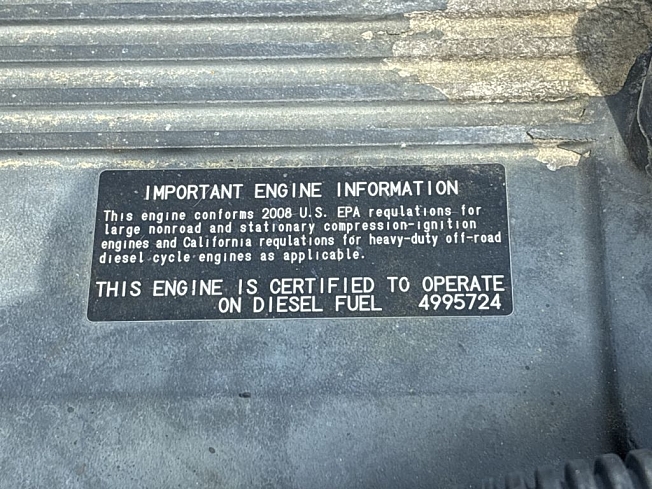 IMPORTANT ENGINE INFORMATION
This engine conforms 2008 U.S. EPA requlations for
large nonroad and stationary compression-ignition
engines and California requlations for heavy-duty off-road
diesel cycle engines as applicable.
THIS ENGINE IS CERTIFIED TO OPERATE
ON DIESEL FUEL 4995724